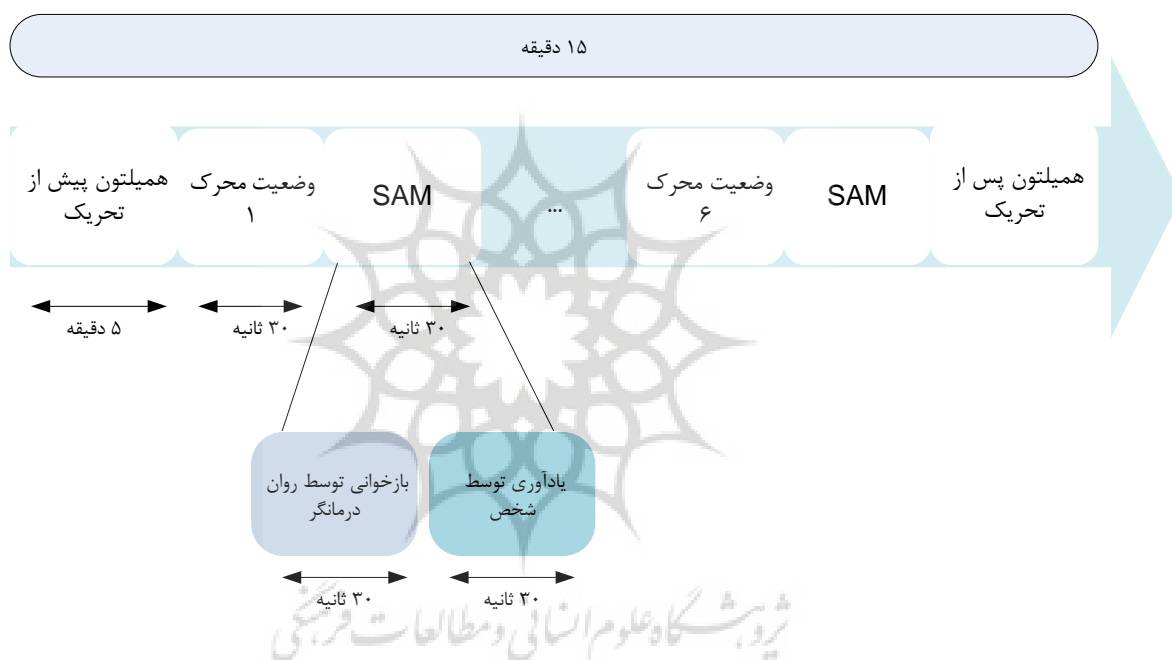 ۱۵ دقیقه
همیلتون پیش از
تحریک
وضعیت محرک
۱
SAM
...
وضعیت محرک
۶
SAM
همیلتون پس از
تحریک
۵ دقیقه
۳۰ ثانیه
۳۰ ثانیه
بازخوانی توسط روان
درمانگر
یادآوری توسط
شخص
۳۰ ثانیه
۳۰ ثانیه
پژوهشگاه علوم انسانی و مطالعات فرهنگی